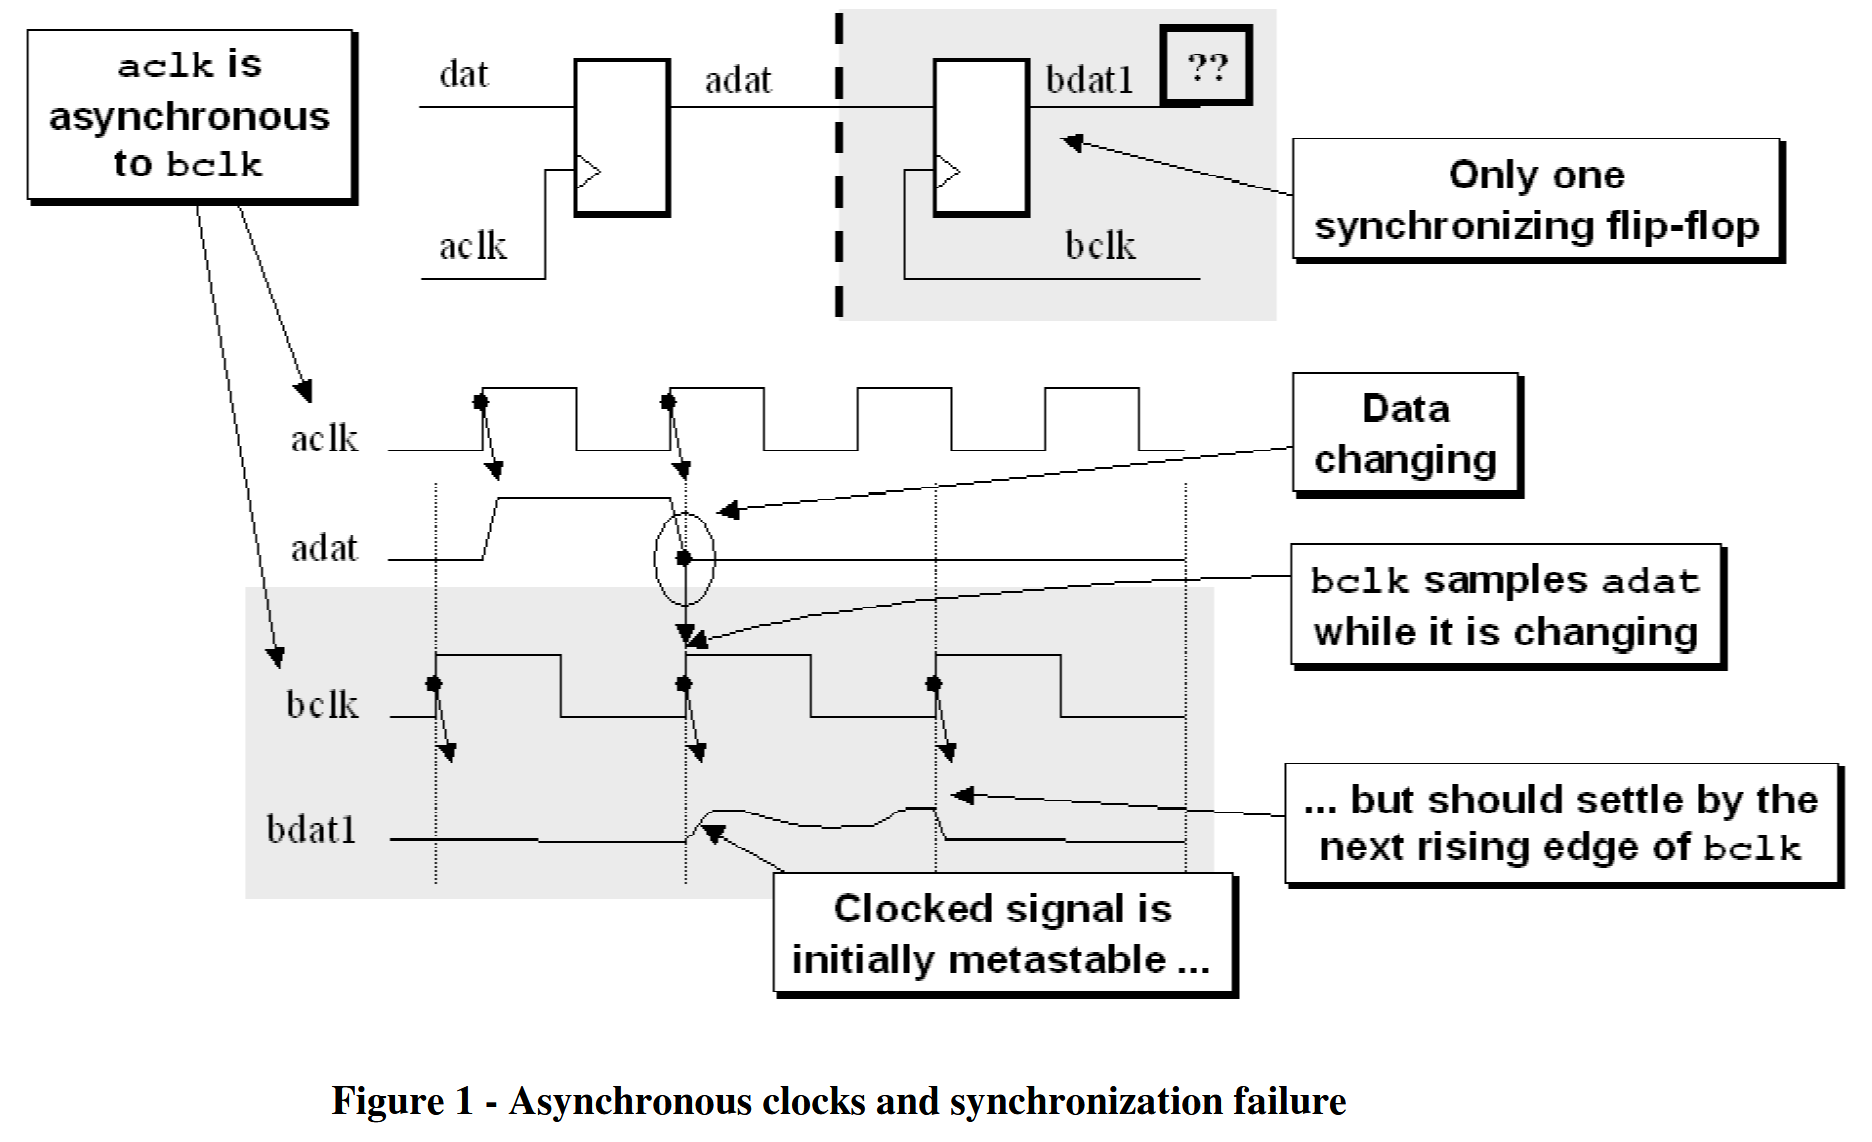 aclk is
asynchronous
to bclk
dat
adat
bdat1
??
aclk
bclk
Only one
synchronizing flip-flop
aclk
Data
changing
adat
bclk samples adat
while it is changing
bclk
bdat1
... but should settle by the
next rising edge of bclk
Clocked signal is
initially metastable ...
Figure 1 - Asynchronous clocks and synchronization failure